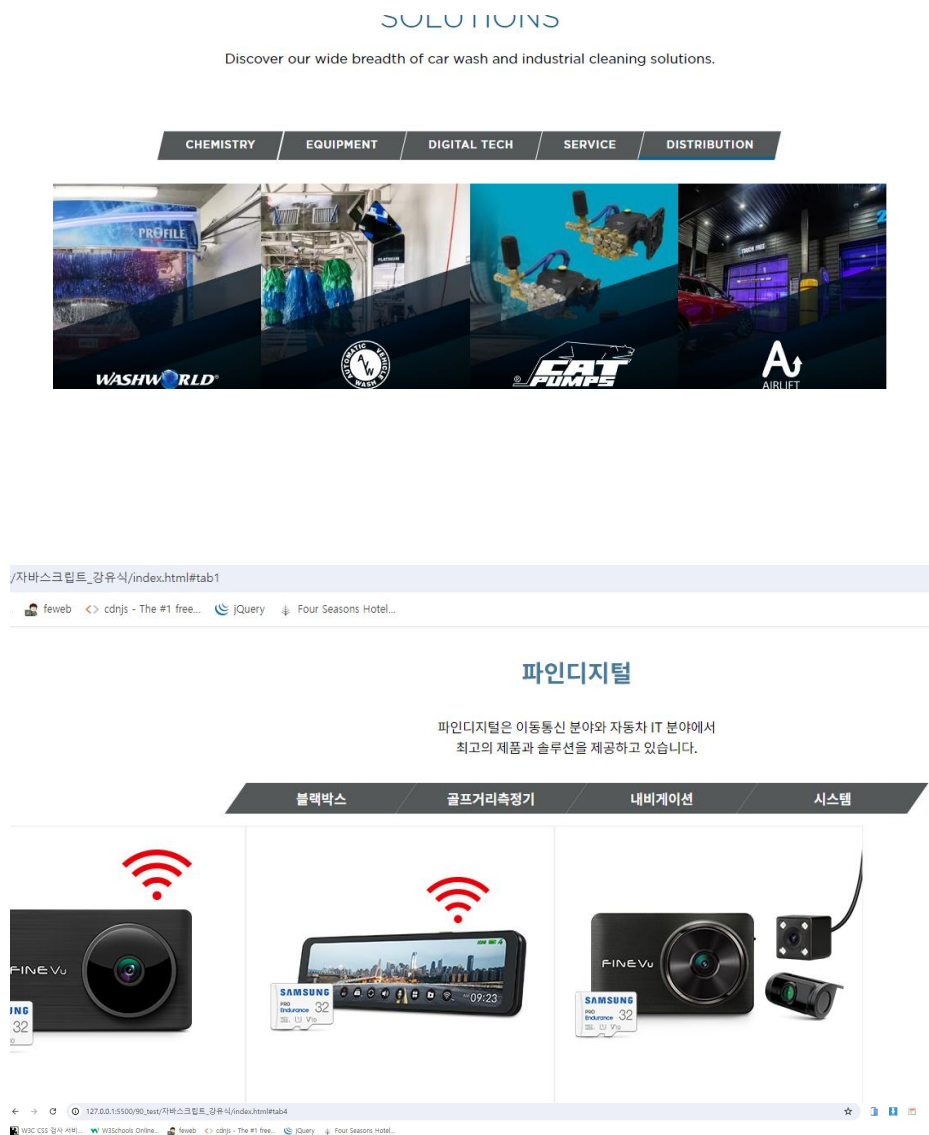 SOLUTIONS
Discover our wide breadth of car wash and industrial cleaning solutions.
CHEMISTRY EQUIPMENT DIGITAL TECH SERVICE DISTRIBUTION
PROFILE
PLATINUM
TOUCH FREE
2
WASHWORLD®
AUTOMATIC VEHICLE WASH
AVW
® CAT PUMPS
A
AIRLIFT
/자바스크립트_강유식/index.html#tab1
feweb <> cdnjs - The #1 free... jQuery Four Seasons Hotel...
파인디지털
파인디지털은 이동통신 분야와 자동차 IT 분야에서
최고의 제품과 솔루션을 제공하고 있습니다.
블랙박스 골프거리측정기 내비게이션 시스템
FINEVu
32
SAMSUNG
PRO
Endurance 32
09:23
FINEVu
SAMSUNG
PRO
Endurance 32
127.0.0.1:5500/90_test/자바스크립트_강유식/index.html#tab4
W3C CSS 검사 서비... W3Schools Online... feweb <> cdnjs - The #1 free... jQuery Four Seasons Hotel...